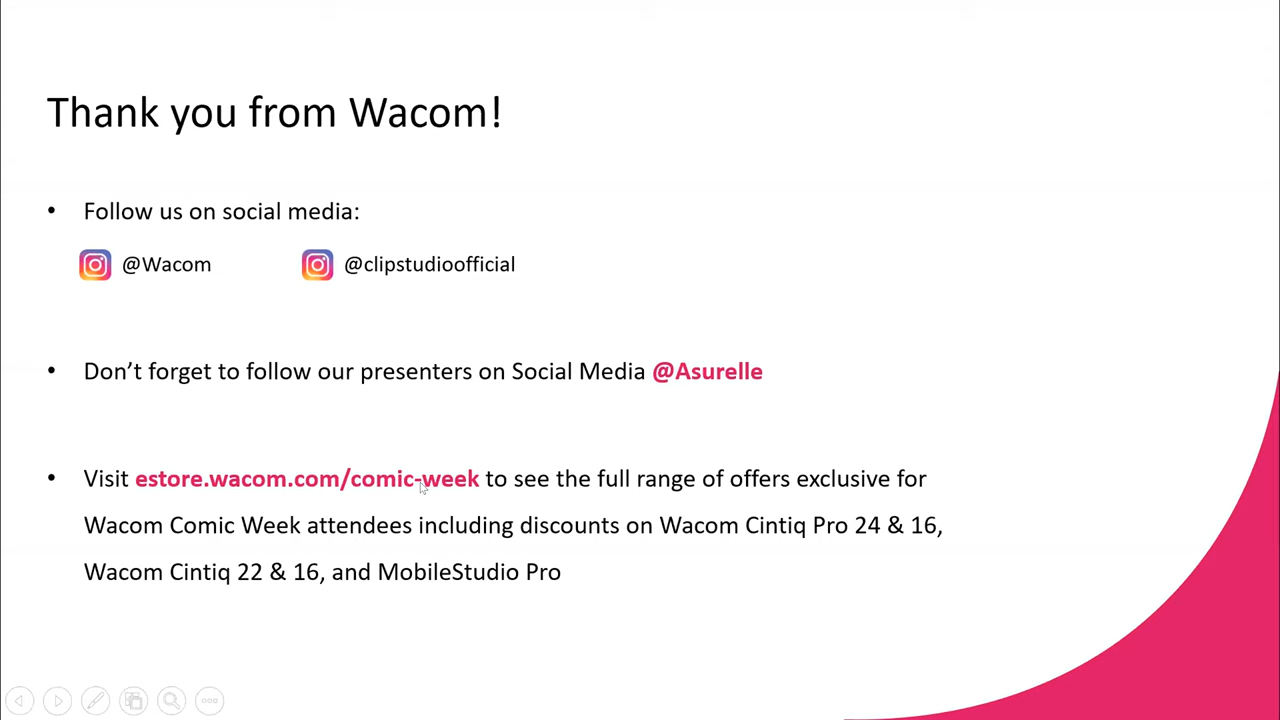 Thank you from Wacom!
• Follow us on social media:
@Wacom @clipstudioofficial
• Don’t forget to follow our presenters on Social Media @Asurelle
• Visit estore.wacom.com/comic-week to see the full range of offers exclusive for
Wacom Comic Week attendees including discounts on Wacom Cintiq Pro 24 & 16,
Wacom Cintiq 22 & 16, and MobileStudio Pro